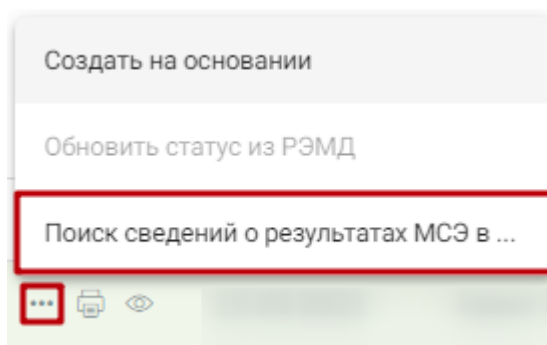 Создать на основании
Обновить статус из РЭМД
Поиск сведений о результатах МСЭ в ...